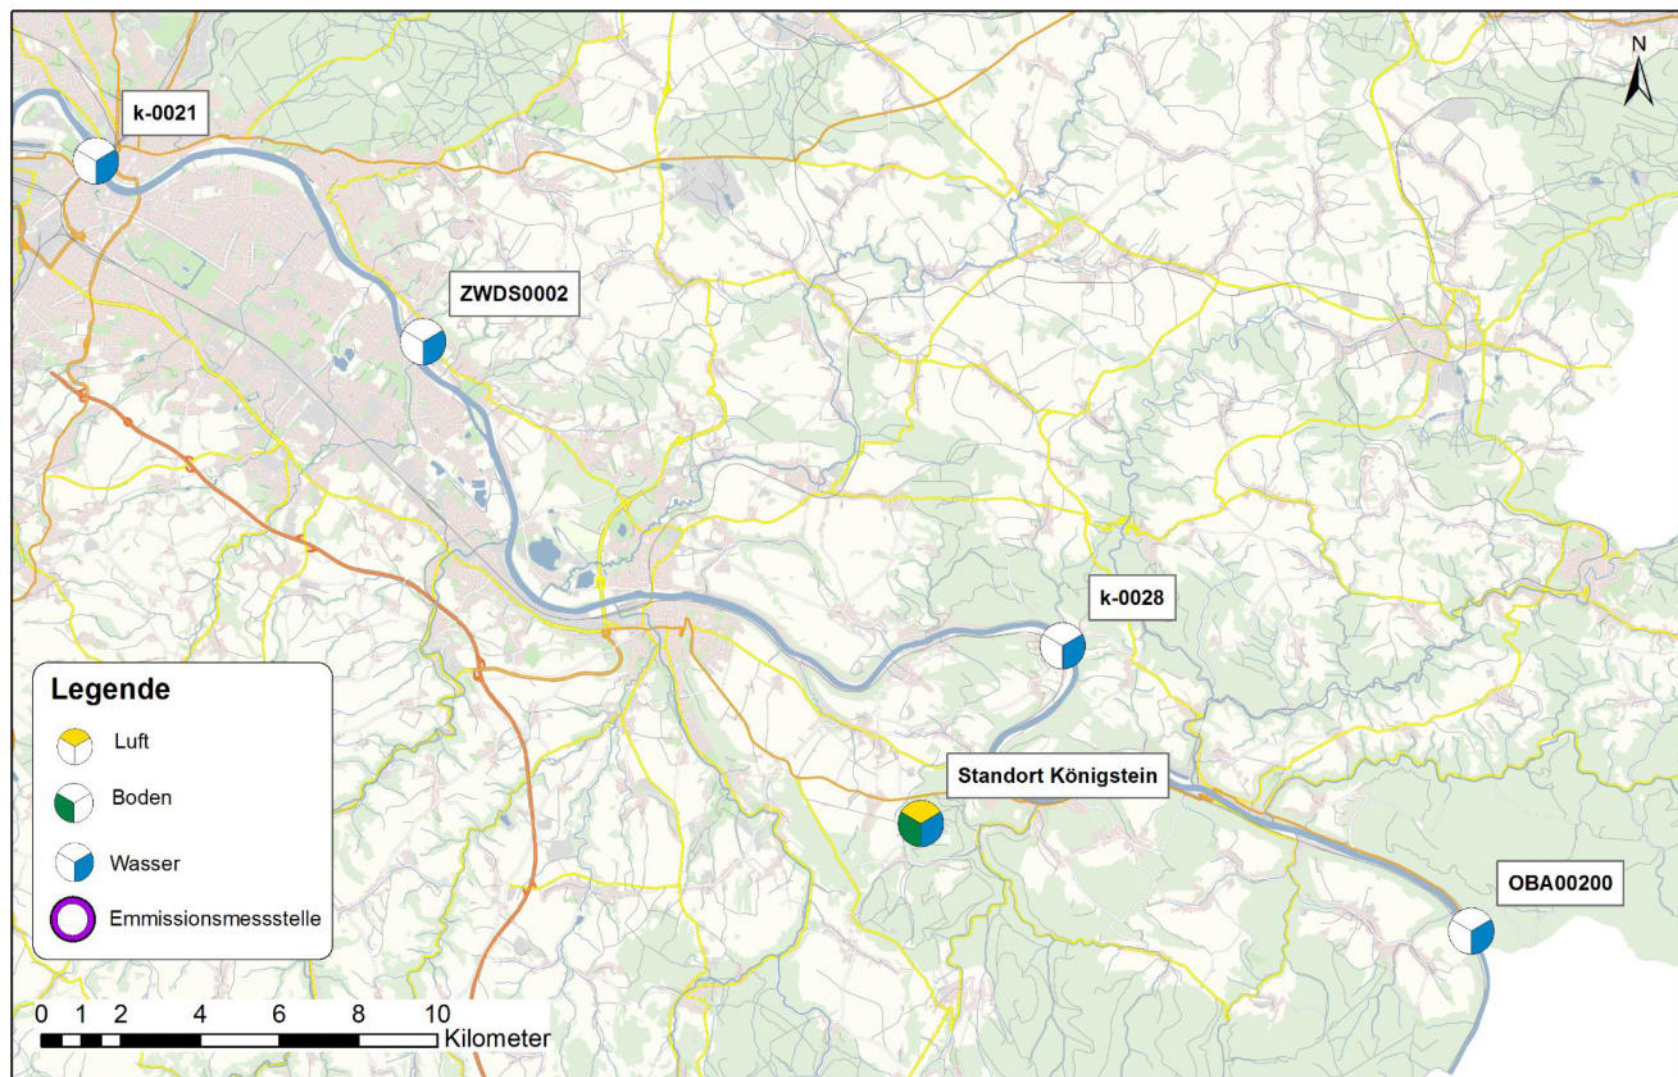 N
k-0021
ZWDS0002
k-0028
Standort Königstein
OBA00200
Legende
Luft
Boden
Wasser
Emmissionsmessstelle
0 1 2 4 6 8 10
Kilometer